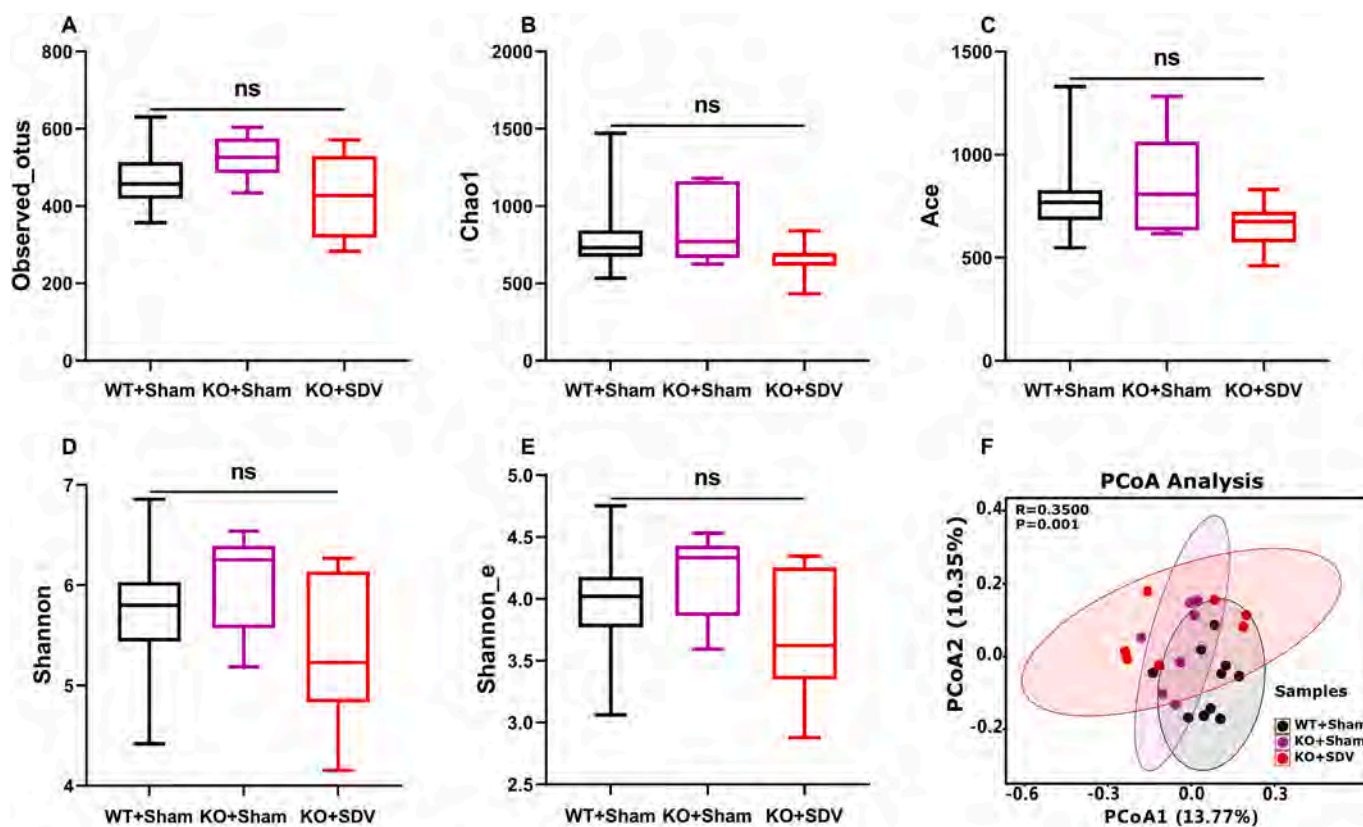 A
800
600
400
200
0
Observed_otus
ns
WT+Sham KO+Sham KO+SDV
B
2000
1500
1000
500
0
Chao1
ns
WT+Sham KO+Sham KO+SDV
C
1500
1000
500
0
Ace
ns
WT+Sham KO+Sham KO+SDV
D
7
6
5
4
Shannon
ns
WT+Sham KO+Sham KO+SDV
E
5.0
4.5
4.0
3.5
3.0
2.5
Shannon_e
ns
WT+Sham KO+Sham KO+SDV
F
PCoA Analysis
R=0.3500
P=0.001
0.4
0.2
0.0
-0.2
PCoA2 (10.35%)
Samples
WT+Sham
KO+Sham
KO+SDV
-0.6 -0.3 0.0 0.3
PCoA1 (13.77%)